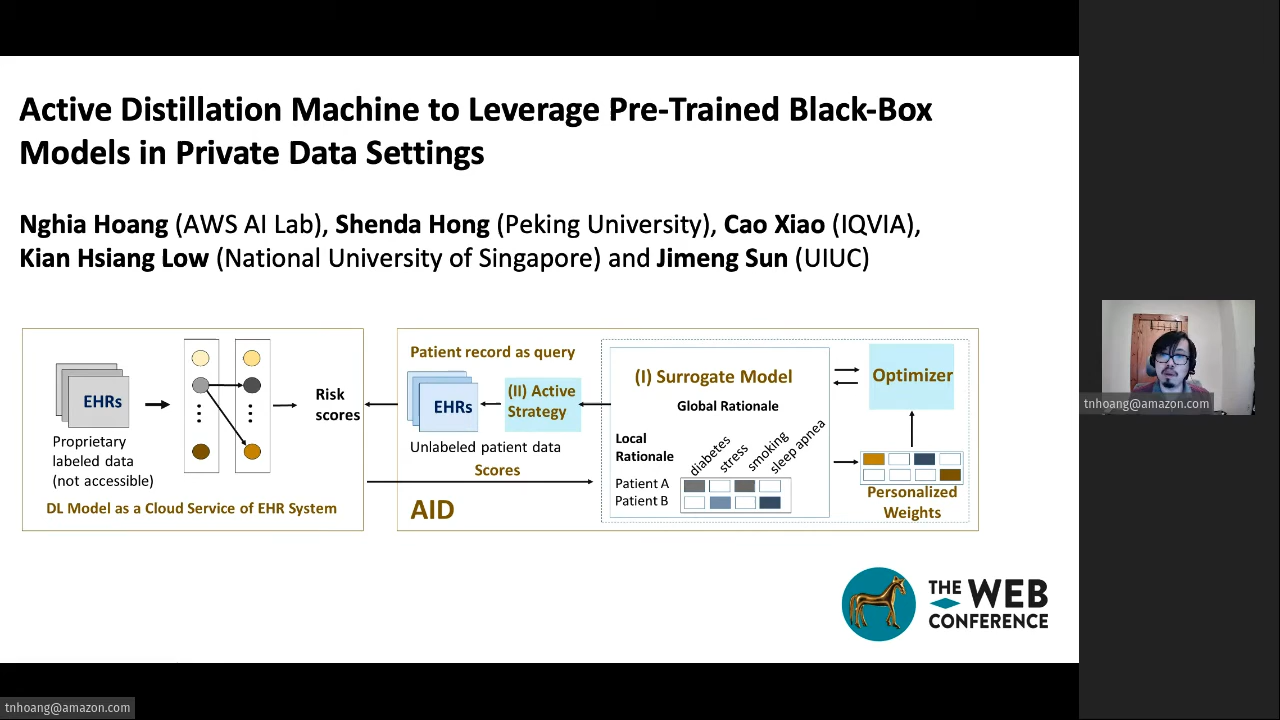 Active Distillation Machine to Leverage Pre-Trained Black-Box
Models in Private Data Settings
Nghia Hoang (AWS AI Lab), Shenda Hong (Peking University), Cao Xiao (IQVIA),
Kian Hsiang Low (National University of Singapore) and Jimeng Sun (UIUC)
EHRs
Proprietary
labeled data
(not accessible)
Risk
scores
DL Model as a Cloud Service of EHR System
Patient record as query
EHRs
(II) Active
Strategy
Unlabeled patient data
Scores
AID
(I) Surrogate Model
Global Rationale
Local
Rationale
diabetes
stress
smoking
sleep apnea
Patient A
Patient B
Optimizer
Personalized
Weights
THE WEB
CONFERENCE
tnhoang@amazon.com
tnhoang@amazon.com